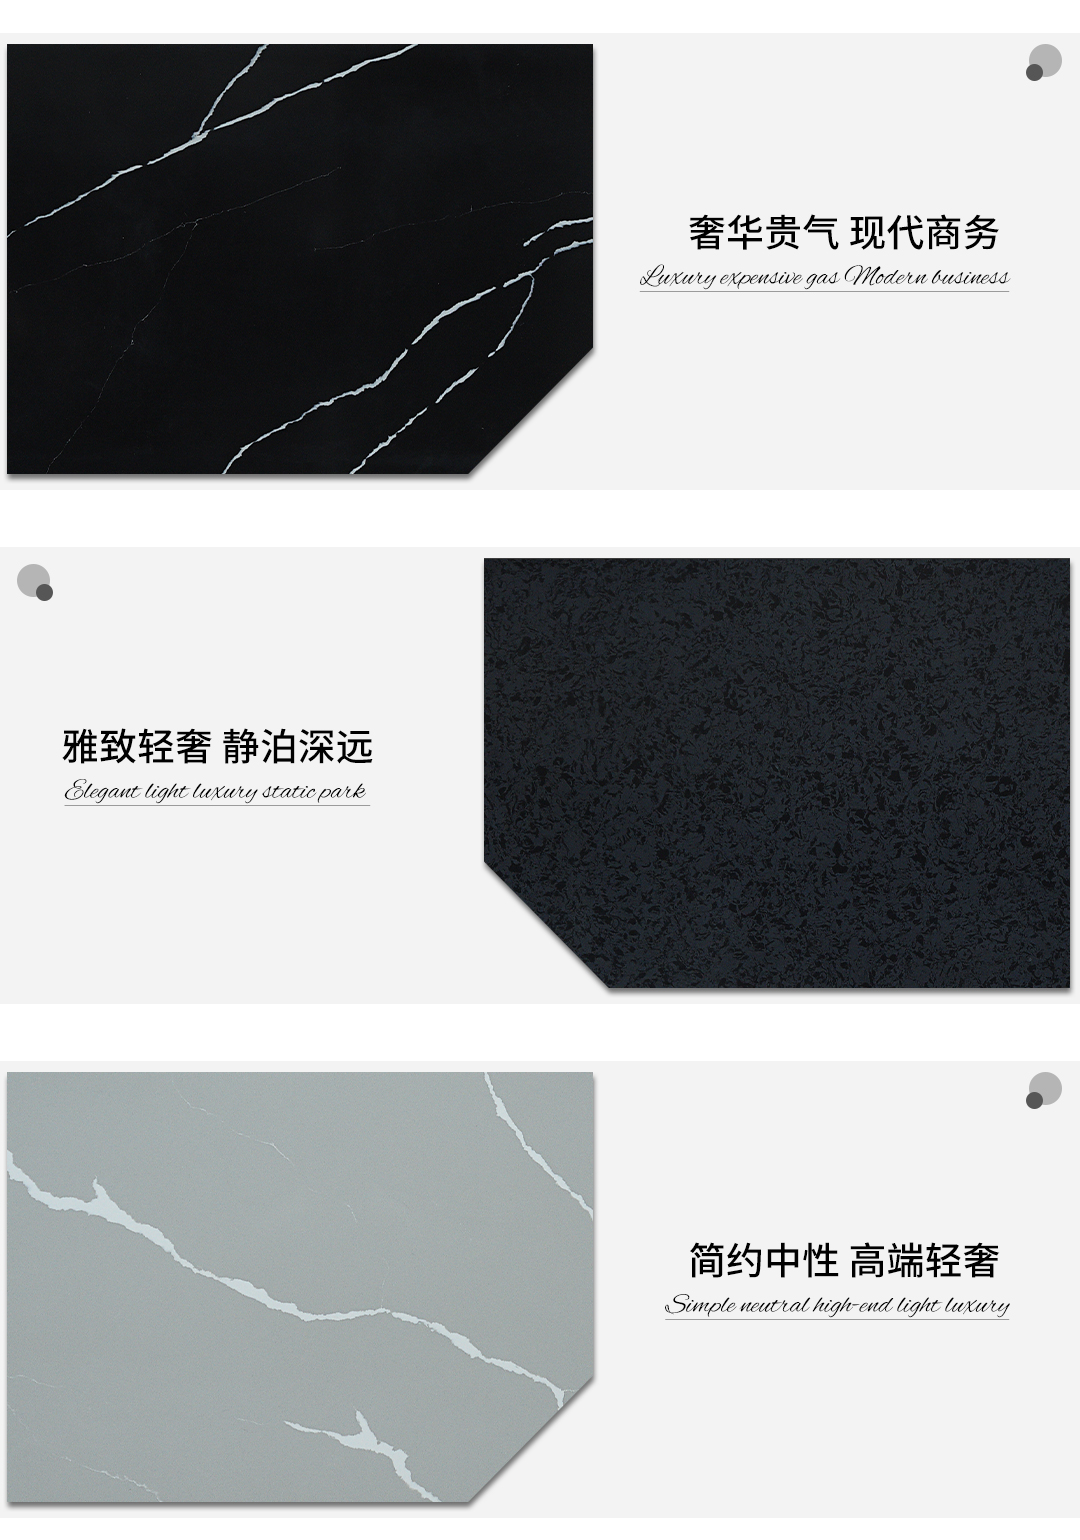 奢华贵气 现代商务
Luxury expensive gas Modern business
雅致轻奢 静泊深远
Elegant light luxury static park
简约中性 高端轻奢
Simple neutral high-end light luxury